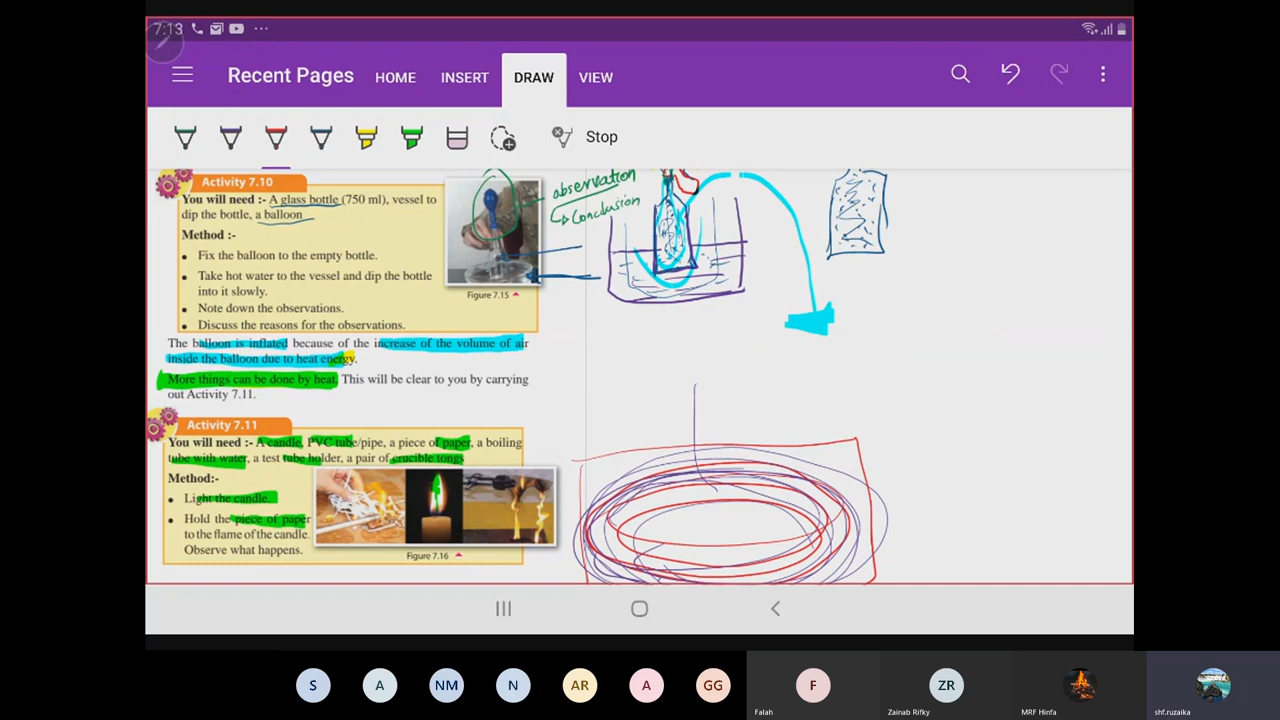 7:13
Recent Pages HOME INSERT DRAW VIEW
Stop
Activity 7.10
You will need :- A glass bottle (750 ml), vessel to
dip the bottle, a balloon
Method :-
• Fix the balloon to the empty bottle.
• Take hot water to the vessel and dip the bottle
into it slowly.
• Note down the observations.
• Discuss the reasons for the observations.
Figure 7.15
observation
Conclusion
The balloon is inflated because of the increase of the volume of air
inside the balloon due to heat energy.
More things can be done by heat. This will be clear to you by carrying
out Activity 7.11.
Activity 7.11
You will need :- A candle, PVC tube/pipe, a piece of paper, a boiling
tube with water, a test tube holder, a pair of crucible tongs
Method:-
• Light the candle.
• Hold the piece of paper
to the flame of the candle.
Observe what happens.
Figure 7.16
S A NM N AR A GG F ZR
Falah Zainab Rifky MRF Hinfa shf.ruzaika